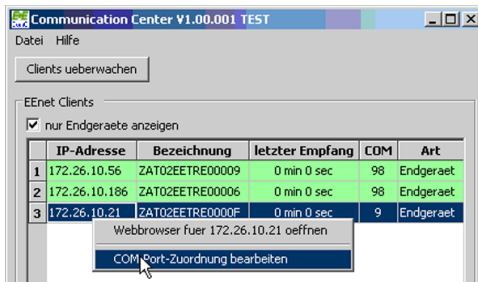 Communication Center V1.00.001 TEST
Datei Hilfe
Clients ueberwachen
EEnet Clients
nur Endgeraete anzeigen
IP-Adresse Bezeichnung letzter Empfang COM Art
1 172.26.10.56 ZAT02EETRE00009 0 min 0 sec 98 Endgeraet
2 172.26.10.186 ZAT02EETRE00006 0 min 0 sec 98 Endgeraet
3 172.26.10.21 ZAT02EETRE0000F 0 min 0 sec 9 Endgeraet
Webbrowser fuer 172.26.10.21 oeffnen
COM Port-Zuordnung bearbeiten